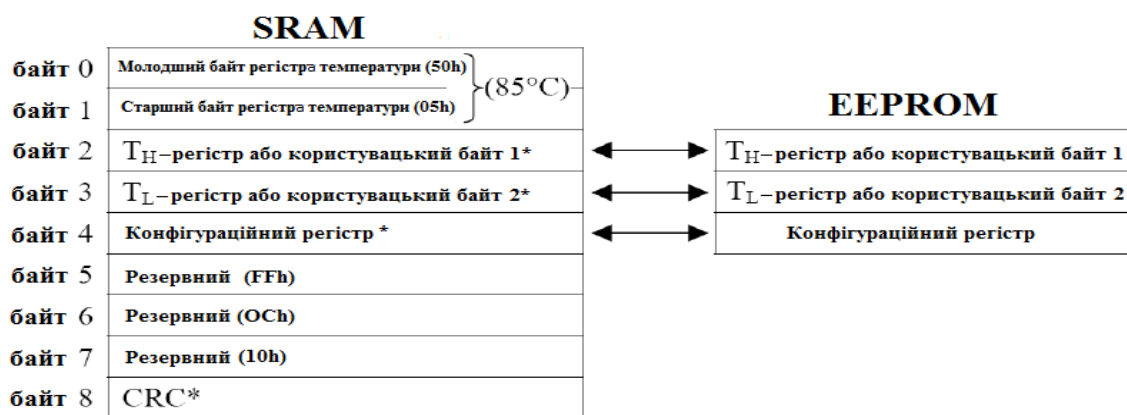 SRAM
байт 0 Молодший байт регістра температури (50h)
(85°C)
байт 1 Старший байт регістра температури (05h)
EEPROM
байт 2 TH–регістр або користувацький байт 1* TH–регістр або користувацький байт 1
байт 3 TL–регістр або користувацький байт 2* TL–регістр або користувацький байт 2
байт 4 Конфігураційний регістр * Конфігураційний регістр
байт 5 Резервний (FFh)
байт 6 Резервний (OCh)
байт 7 Резервний (10h)
байт 8 CRC*